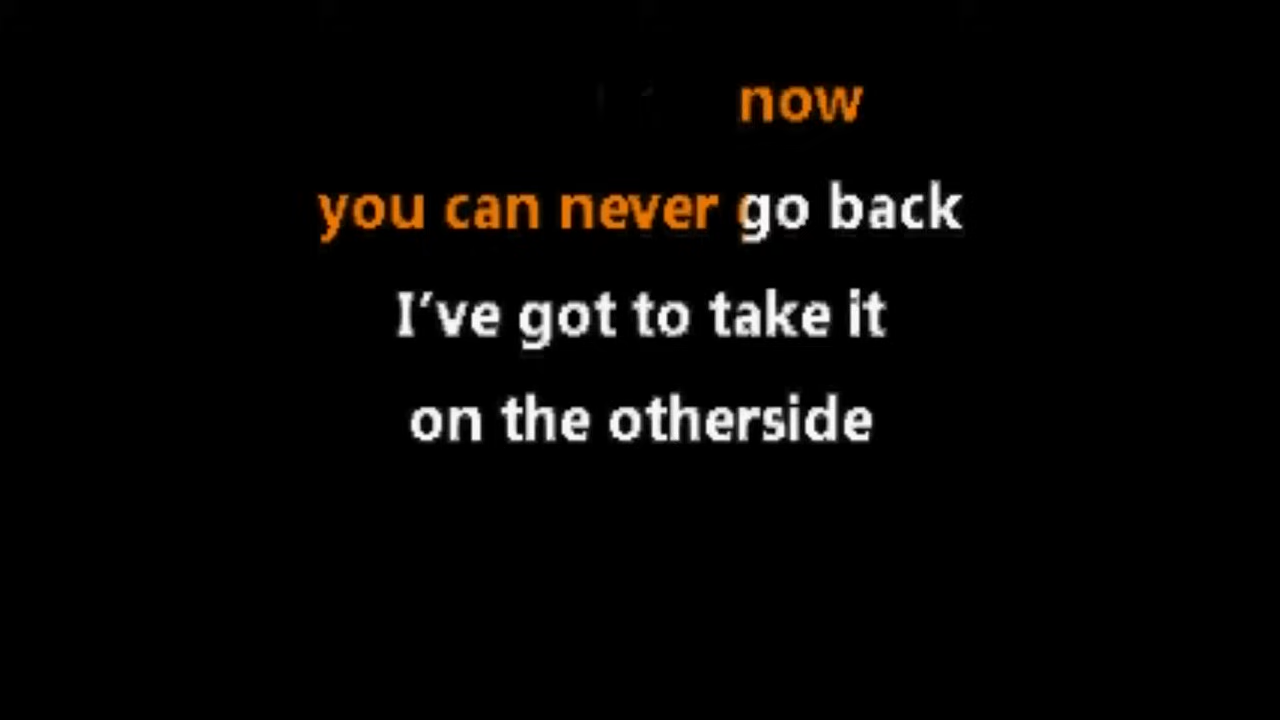 now
you can never go back
I've got to take it
on the otherside